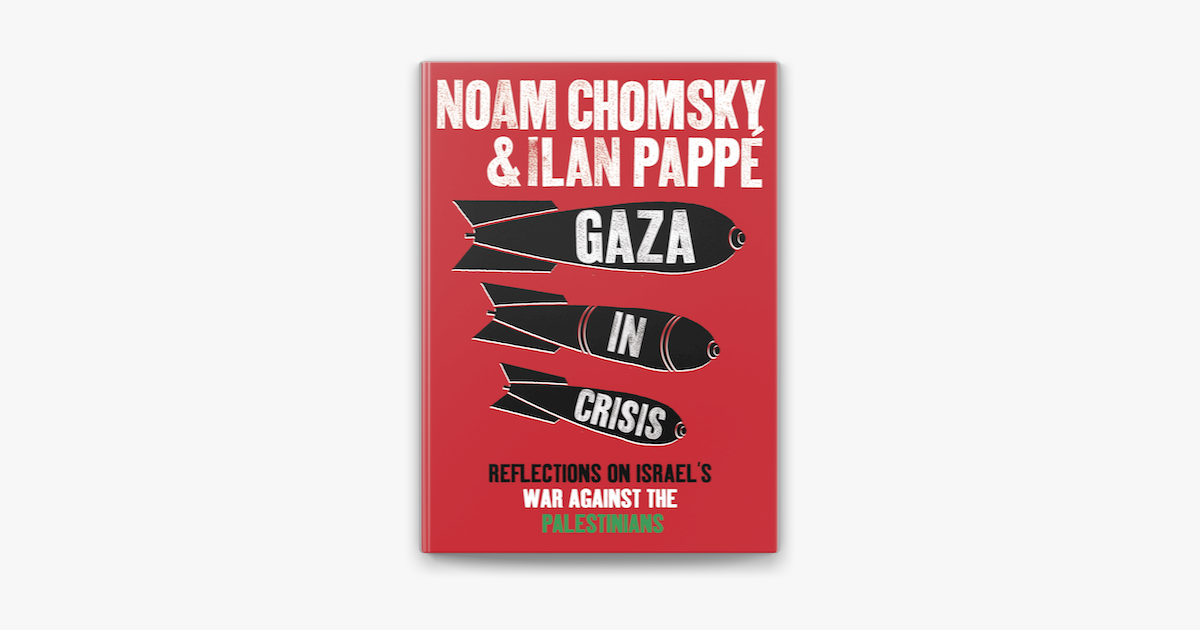 NOAM CHOMSKY
& ILAN PAPPÉ
GAZA
IN
CRISIS
REFLECTIONS ON ISRAEL'S
WAR AGAINST THE
PALESTINIANS